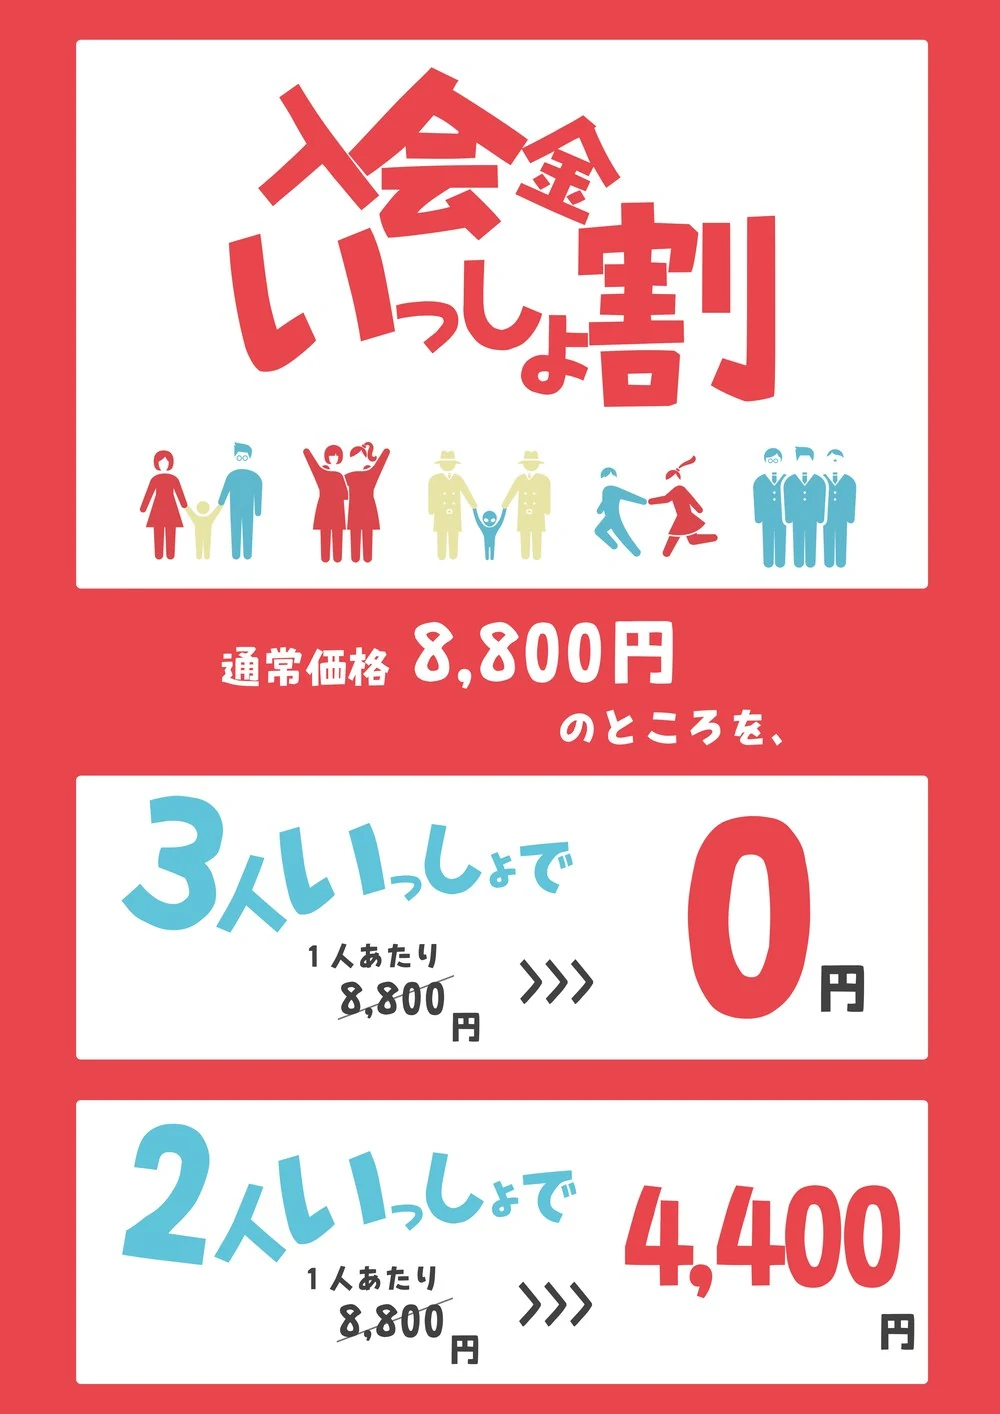 入会金
いっしょ割
通常価格 8,800円
のところを、
3人いっしょで
1人あたり
8,800円
>>>
0円
2人いっしょで
1人あたり
8,800円
>>>
4,400円